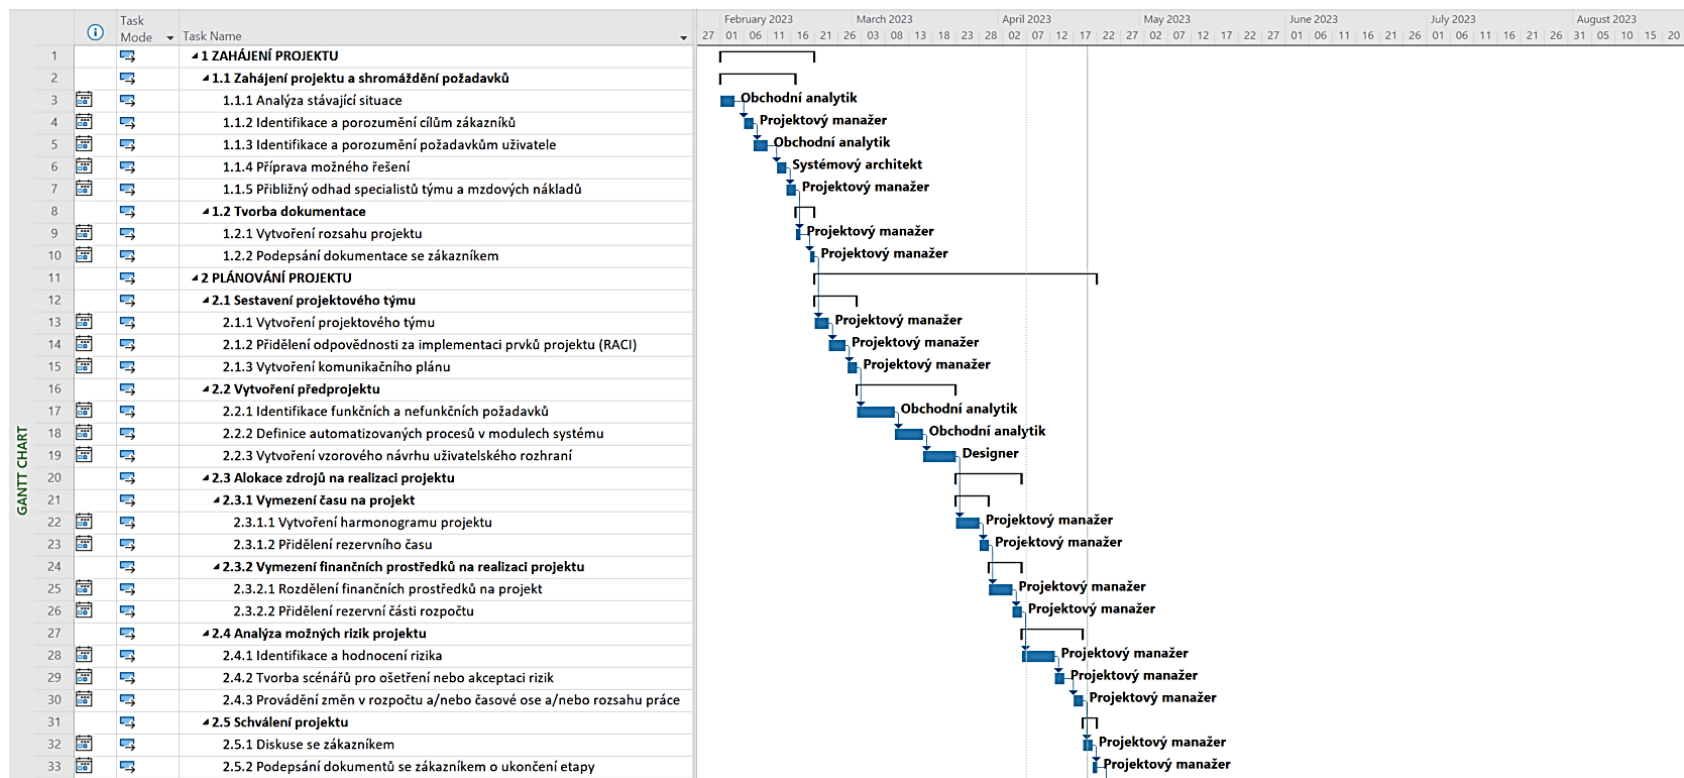 February 2023 March 2023 April 2023 May 2023 June 2023 July 2023 August 2023
Task Mode Task Name 27 01 06 11 16 21 26 03 08 13 18 23 28 02 07 12 17 22 27 02 07 12 17 22 27 01 06 11 16 21 26 01 06 11 16 21 26 31 05 10 15 20
1 1 ZAHÁJENÍ PROJEKTU
2 1.1 Zahájení projektu a shromáždění požadavků
3 1.1.1 Analýza stávající situace Obchodní analytik
4 1.1.2 Identifikace a porozumění cílům zákazníků Projektový manažer
5 1.1.3 Identifikace a porozumění požadavkům uživatele Obchodní analytik
6 1.1.4 Příprava možného řešení Systémový architekt
7 1.1.5 Přibližný odhad specialistů týmu a mzdových nákladů Projektový manažer
8 1.2 Tvorba dokumentace
9 1.2.1 Vytvoření rozsahu projektu Projektový manažer
10 1.2.2 Podepsání dokumentace se zákazníkem Projektový manažer
11 2 PLÁNOVÁNÍ PROJEKTU
12 2.1 Sestavení projektového týmu
13 2.1.1 Vytvoření projektového týmu Projektový manažer
14 2.1.2 Přidělení odpovědnosti za implementaci prvků projektu (RACI) Projektový manažer
15 2.1.3 Vytvoření komunikačního plánu Projektový manažer
16 2.2 Vytvoření předprojektu
17 2.2.1 Identifikace funkčních a nefunkčních požadavků Obchodní analytik
18 2.2.2 Definice automatizovaných procesů v modulech systému Obchodní analytik
19 2.2.3 Vytvoření vzorového návrhu uživatelského rozhraní Designer
20 2.3 Alokace zdrojů na realizaci projektu
21 2.3.1 Vymezení času na projekt
22 2.3.1.1 Vytvoření harmonogramu projektu Projektový manažer
23 2.3.1.2 Přidělení rezervního času Projektový manažer
24 2.3.2 Vymezení finančních prostředků na realizaci projektu
25 2.3.2.1 Rozdělení finančních prostředků na projekt Projektový manažer
26 2.3.2.2 Přidělení rezervní části rozpočtu Projektový manažer
27 2.4 Analýza možných rizik projektu
28 2.4.1 Identifikace a hodnocení rizika Projektový manažer
29 2.4.2 Tvorba scénářů pro ošetření nebo akceptaci rizik Projektový manažer
30 2.4.3 Provádění změn v rozpočtu a/nebo časové ose a/nebo rozsahu práce Projektový manažer
31 2.5 Schválení projektu
32 2.5.1 Diskuse se zákazníkem Projektový manažer
33 2.5.2 Podepsání dokumentů se zákazníkem o ukončení etapy Projektový manažer
GANTT CHART